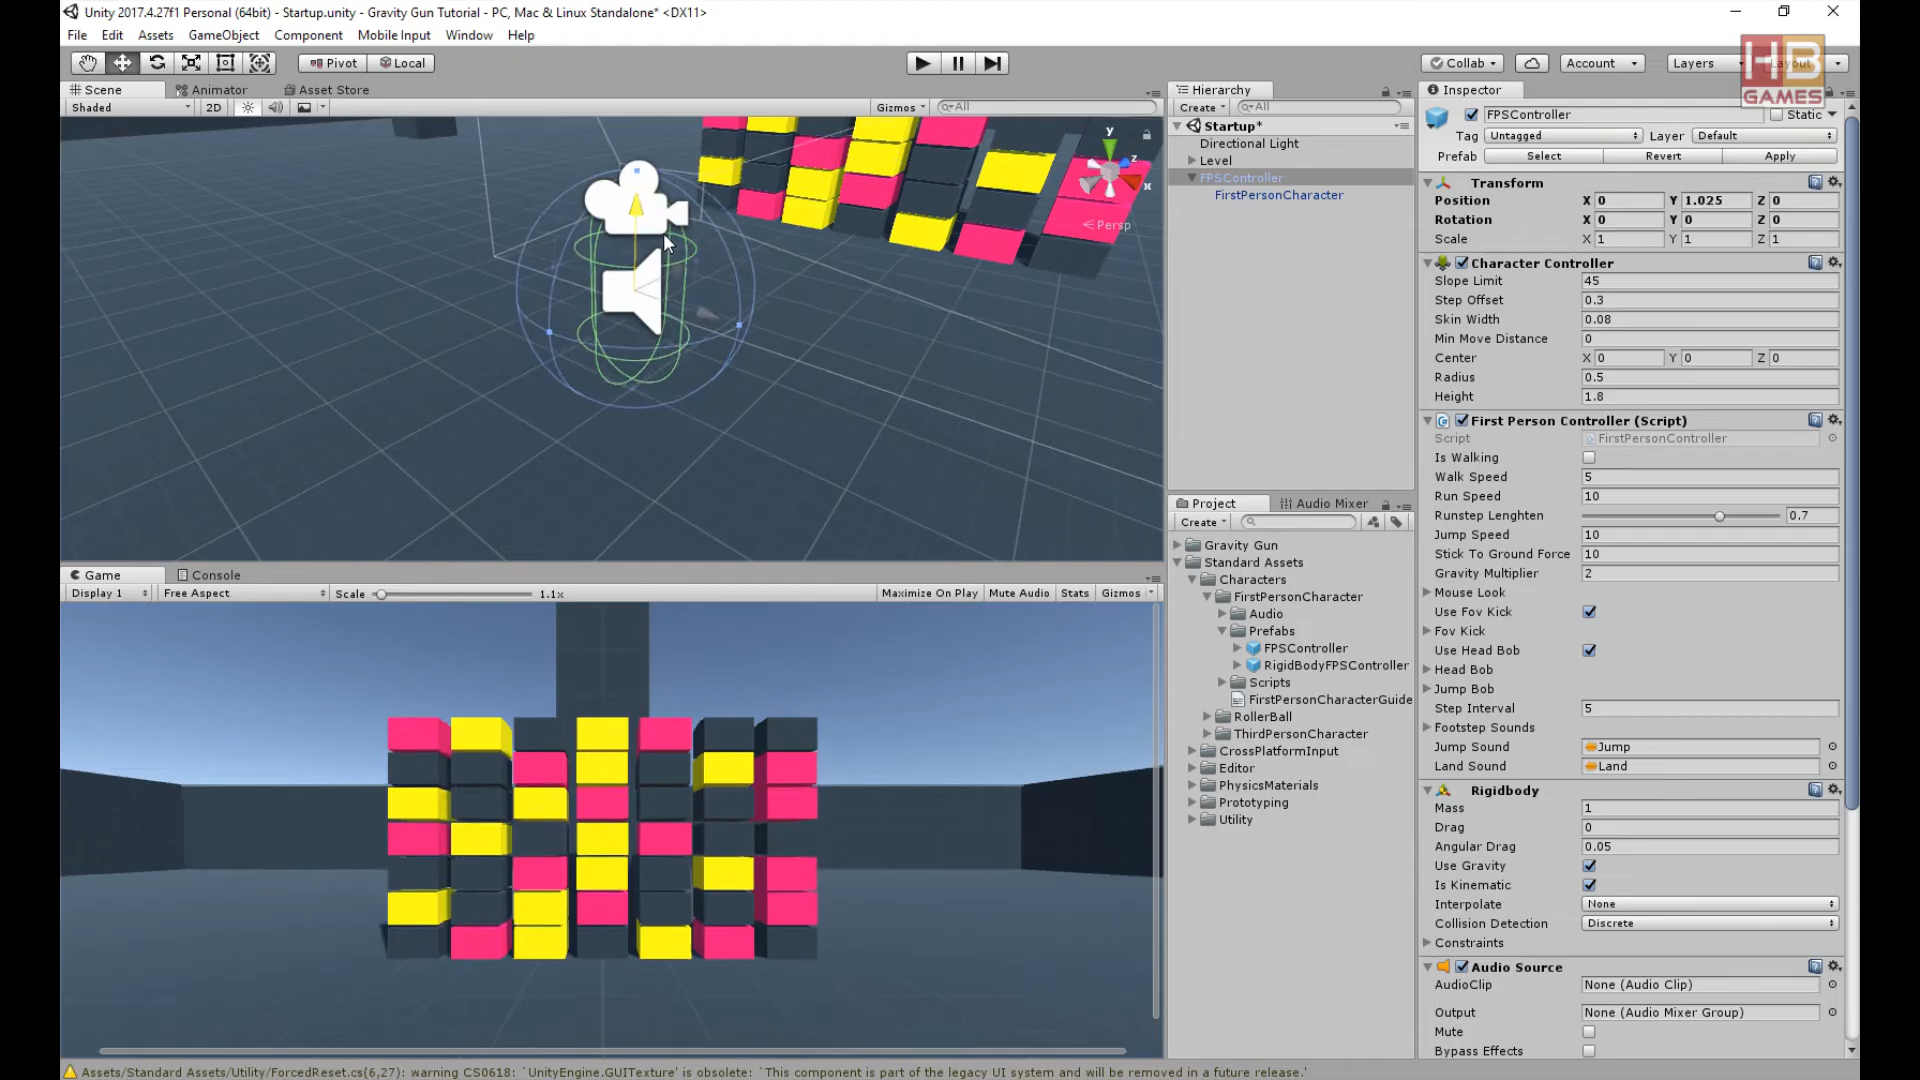 Unity 2017.4.27f1 Personal (64bit) - Startup.unity - Gravity Gun Tutorial - PC, Mac & Linux Standalone* <DX11>
File Edit Assets GameObject Component Mobile Input Window Help
Pivot Local
Collab Account Layers Layout
HB GAMES
Scene Animator Asset Store
Shaded 2D Gizmos All
y
z
x
Persp
Game Console
Display 1 Free Aspect Scale 1.1x Maximize On Play Mute Audio Stats Gizmos
Hierarchy
Create All
Startup*
Directional Light
Level
FPSController
FirstPersonCharacter
Project Audio Mixer
Create
Gravity Gun
Standard Assets
Characters
FirstPersonCharacter
Audio
Prefabs
FPSController
RigidBodyFPSController
Scripts
FirstPersonCharacterGuide
RollerBall
ThirdPersonCharacter
CrossPlatformInput
Editor
PhysicsMaterials
Prototyping
Utility
Inspector
FPSController Static
Tag Untagged Layer Default
Prefab Select Revert Apply
Transform
Position X 0 Y 1.025 Z 0
Rotation X 0 Y 0 Z 0
Scale X 1 Y 1 Z 1
Character Controller
Slope Limit 45
Step Offset 0.3
Skin Width 0.08
Min Move Distance 0
Center X 0 Y 0 Z 0
Radius 0.5
Height 1.8
First Person Controller (Script)
Script FirstPersonController
Is Walking
Walk Speed 5
Run Speed 10
Runstep Lenghten 0.7
Jump Speed 10
Stick To Ground Force 10
Gravity Multiplier 2
Mouse Look
Use Fov Kick
Fov Kick
Use Head Bob
Head Bob
Jump Bob
Step Interval 5
Footstep Sounds
Jump Sound Jump
Land Sound Land
Rigidbody
Mass 1
Drag 0
Angular Drag 0.05
Use Gravity
Is Kinematic
Interpolate None
Collision Detection Discrete
Constraints
Audio Source
AudioClip None (Audio Clip)
Output None (Audio Mixer Group)
Mute
Bypass Effects
Assets/Standard Assets/Utility/ForcedReset.cs(6,27): warning CS0618: `UnityEngine.GUITexture' is obsolete: `This component is part of the legacy UI system and will be removed in a future release.'